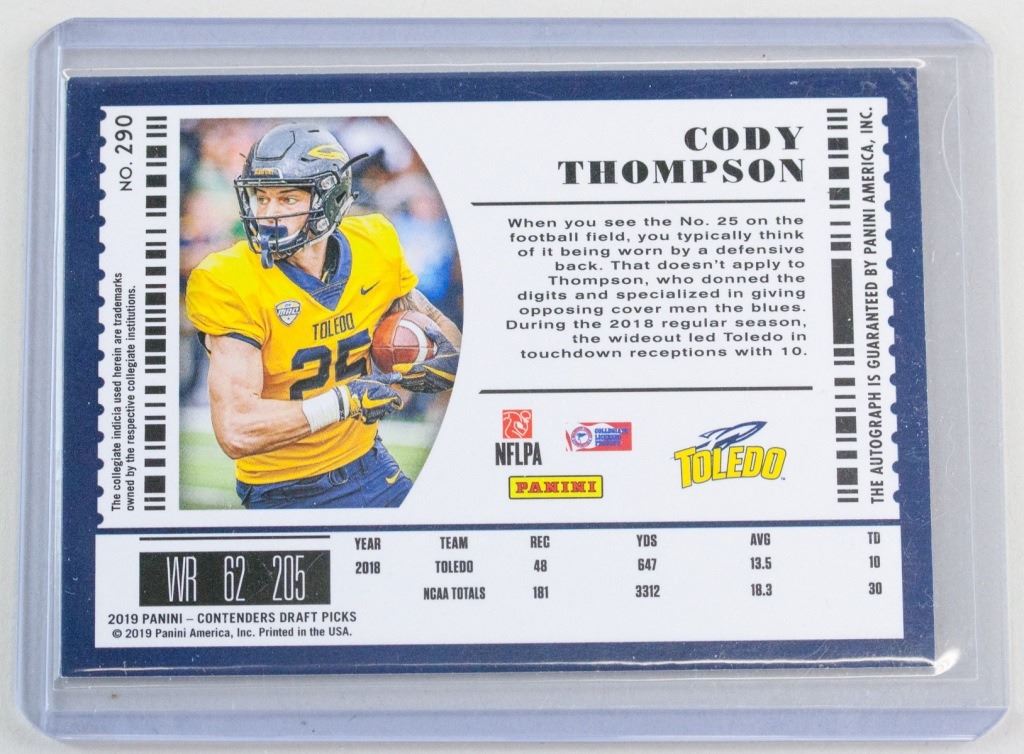 NO. 290
The collegiate indicia used herein are trademarks
owned by the respective collegiate institutions.
TOLEDO
25
CODY
THOMPSON
When you see the No. 25 on the
football field, you typically think
of it being worn by a defensive
back. That doesn't apply to
Thompson, who donned the
digits and specialized in giving
opposing cover men the blues.
During the 2018 regular season,
the wideout led Toledo in
touchdown receptions with 10.
NFLPA
PANINI
COLLEGIATE
LICENSED
TOLEDO
THE AUTOGRAPH IS GUARANTEED BY PANINI AMERICA, INC.
WR 62 205
YEAR TEAM REC YDS AVG TD
2018 TOLEDO 48 647 13.5 10
NCAA TOTALS 181 3312 18.3 30
2019 PANINI – CONTENDERS DRAFT PICKS
© 2019 Panini America, Inc. Printed in the USA.